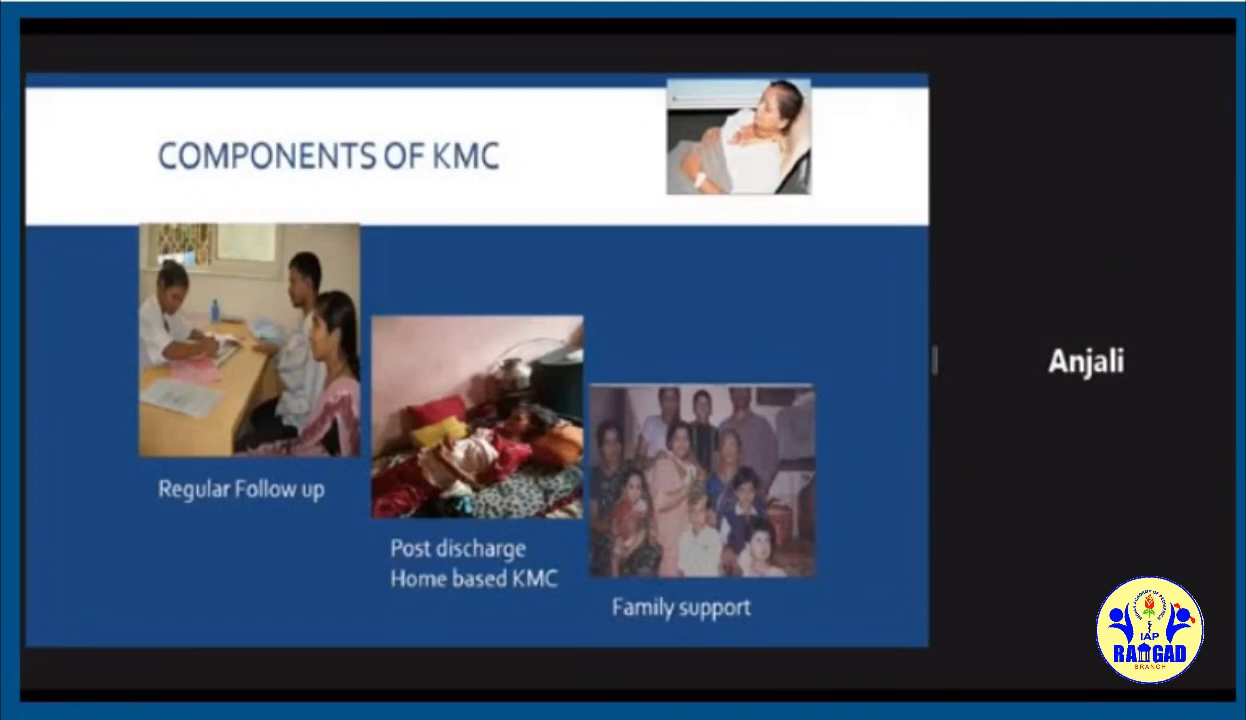 COMPONENTS OF KMC
Regular Follow up
Post discharge
Home based KMC
Family support
Anjali
IAP
RAIGAD
BRANCH